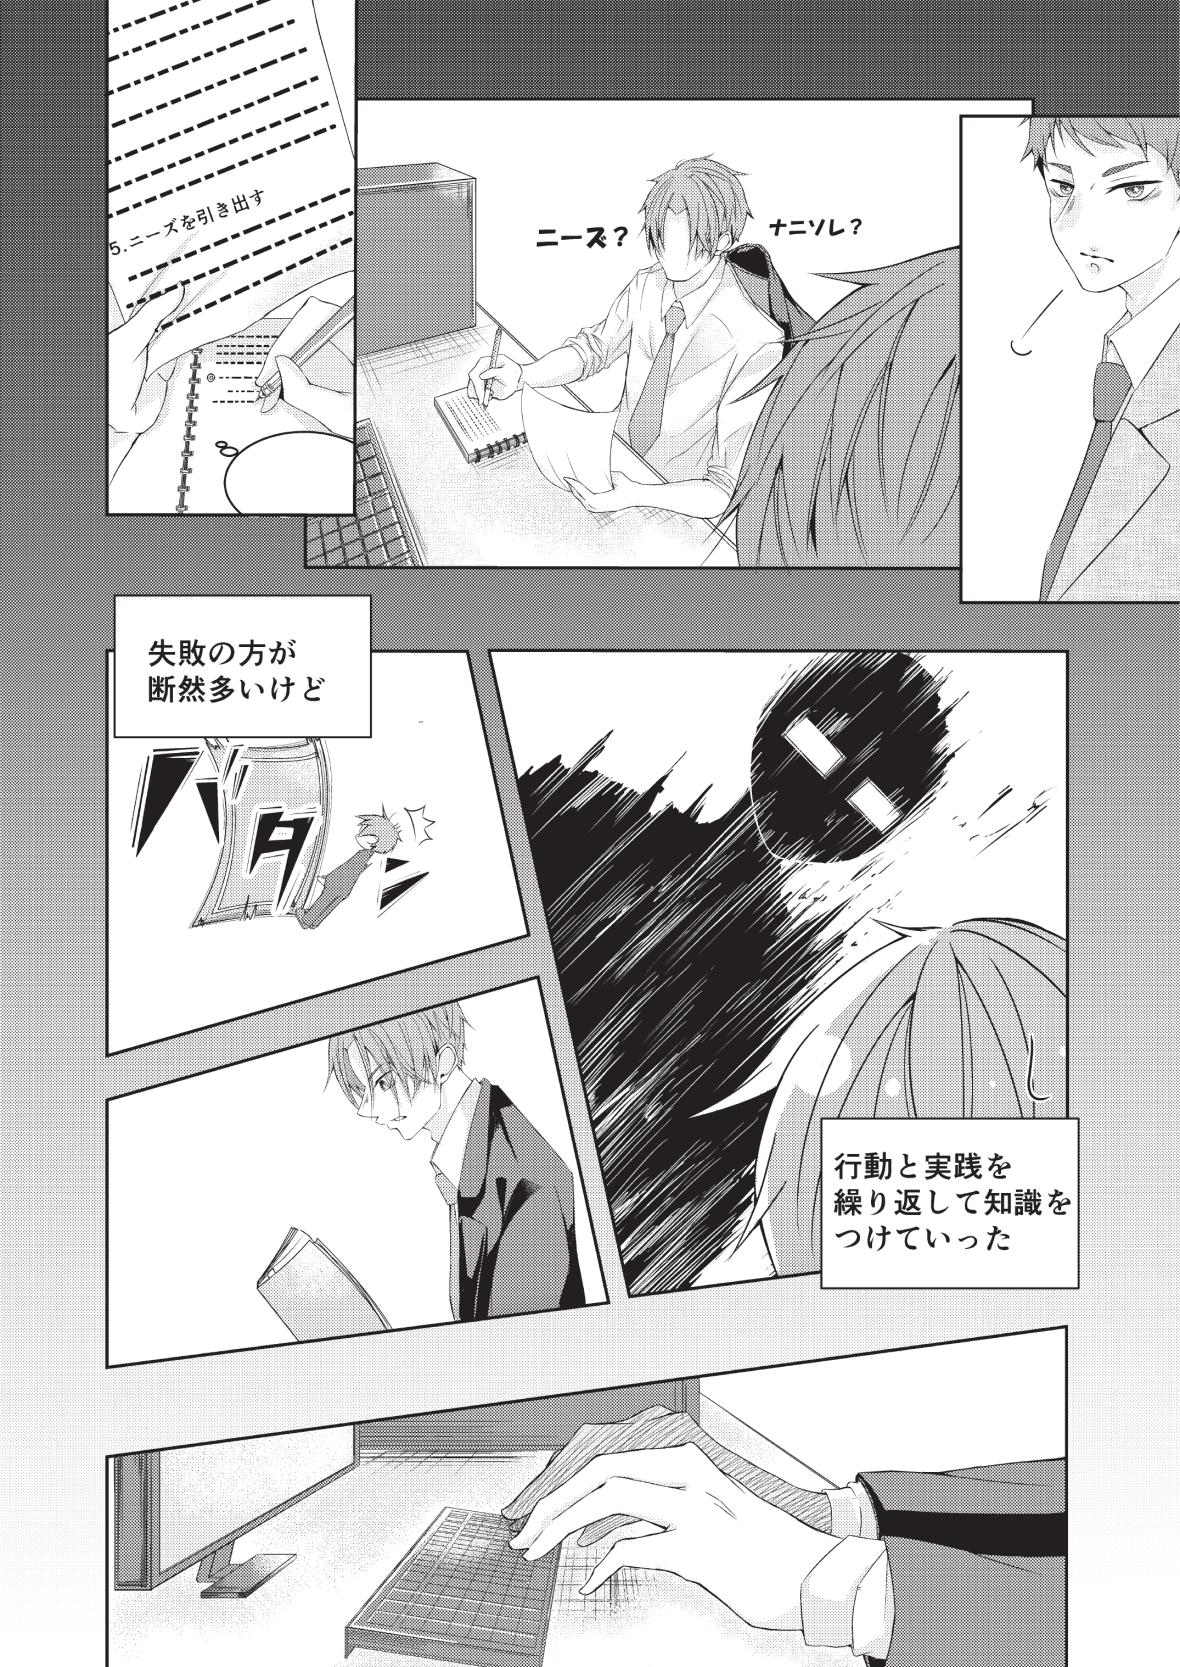 ナニソレ？
ニーズ？
5.ニーズを引き出す
行動と実践を
繰り返して知識を
つけていった
失敗の方が
断然多いけど
バタン